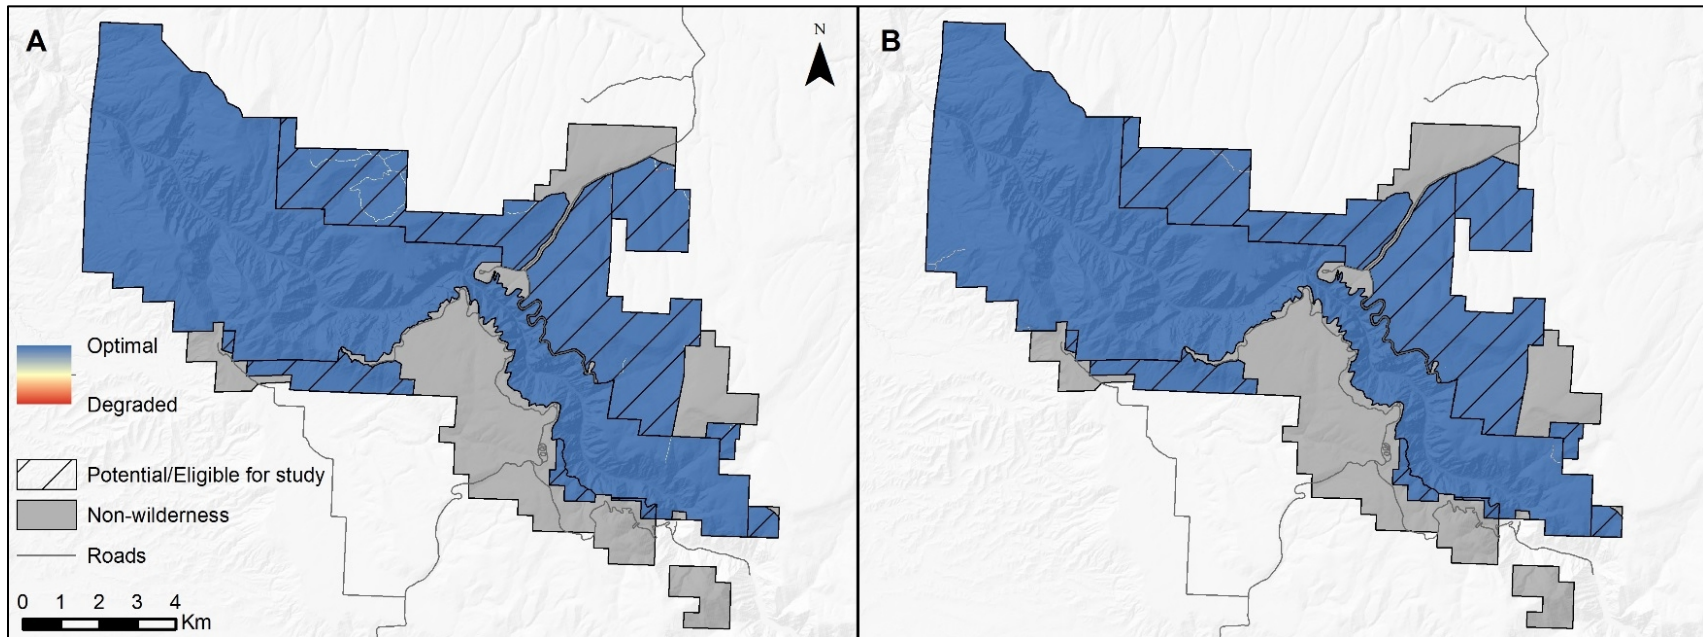 A
N
B
Optimal
Degraded
Potential/Eligible for study
Non-wilderness
Roads
0 1 2 3 4
Km